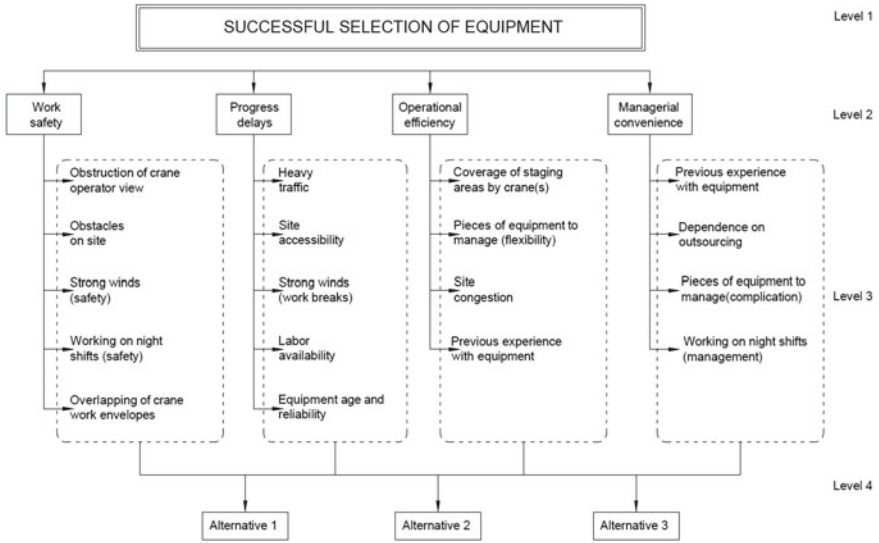 SUCCESSFUL SELECTION OF EQUIPMENT
Level 1
Work
safety
Progress
delays
Operational
efficiency
Managerial
convenience
Level 2
Obstruction of crane
operator view
Obstacles
on site
Strong winds
(safety)
Working on night
shifts (safety)
Overlapping of crane
work envelopes
Heavy
traffic
Site
accessibility
Strong winds
(work breaks)
Labor
availability
Equipment age and
reliability
Coverage of staging
areas by crane(s)
Pieces of equipment to
manage (flexibility)
Site
congestion
Previous experience
with equipment
Previous experience
with equipment
Dependence on
outsourcing
Pieces of equipment to
manage(complication)
Working on night shifts
(management)
Level 3
Level 4
Alternative 1
Alternative 2
Alternative 3